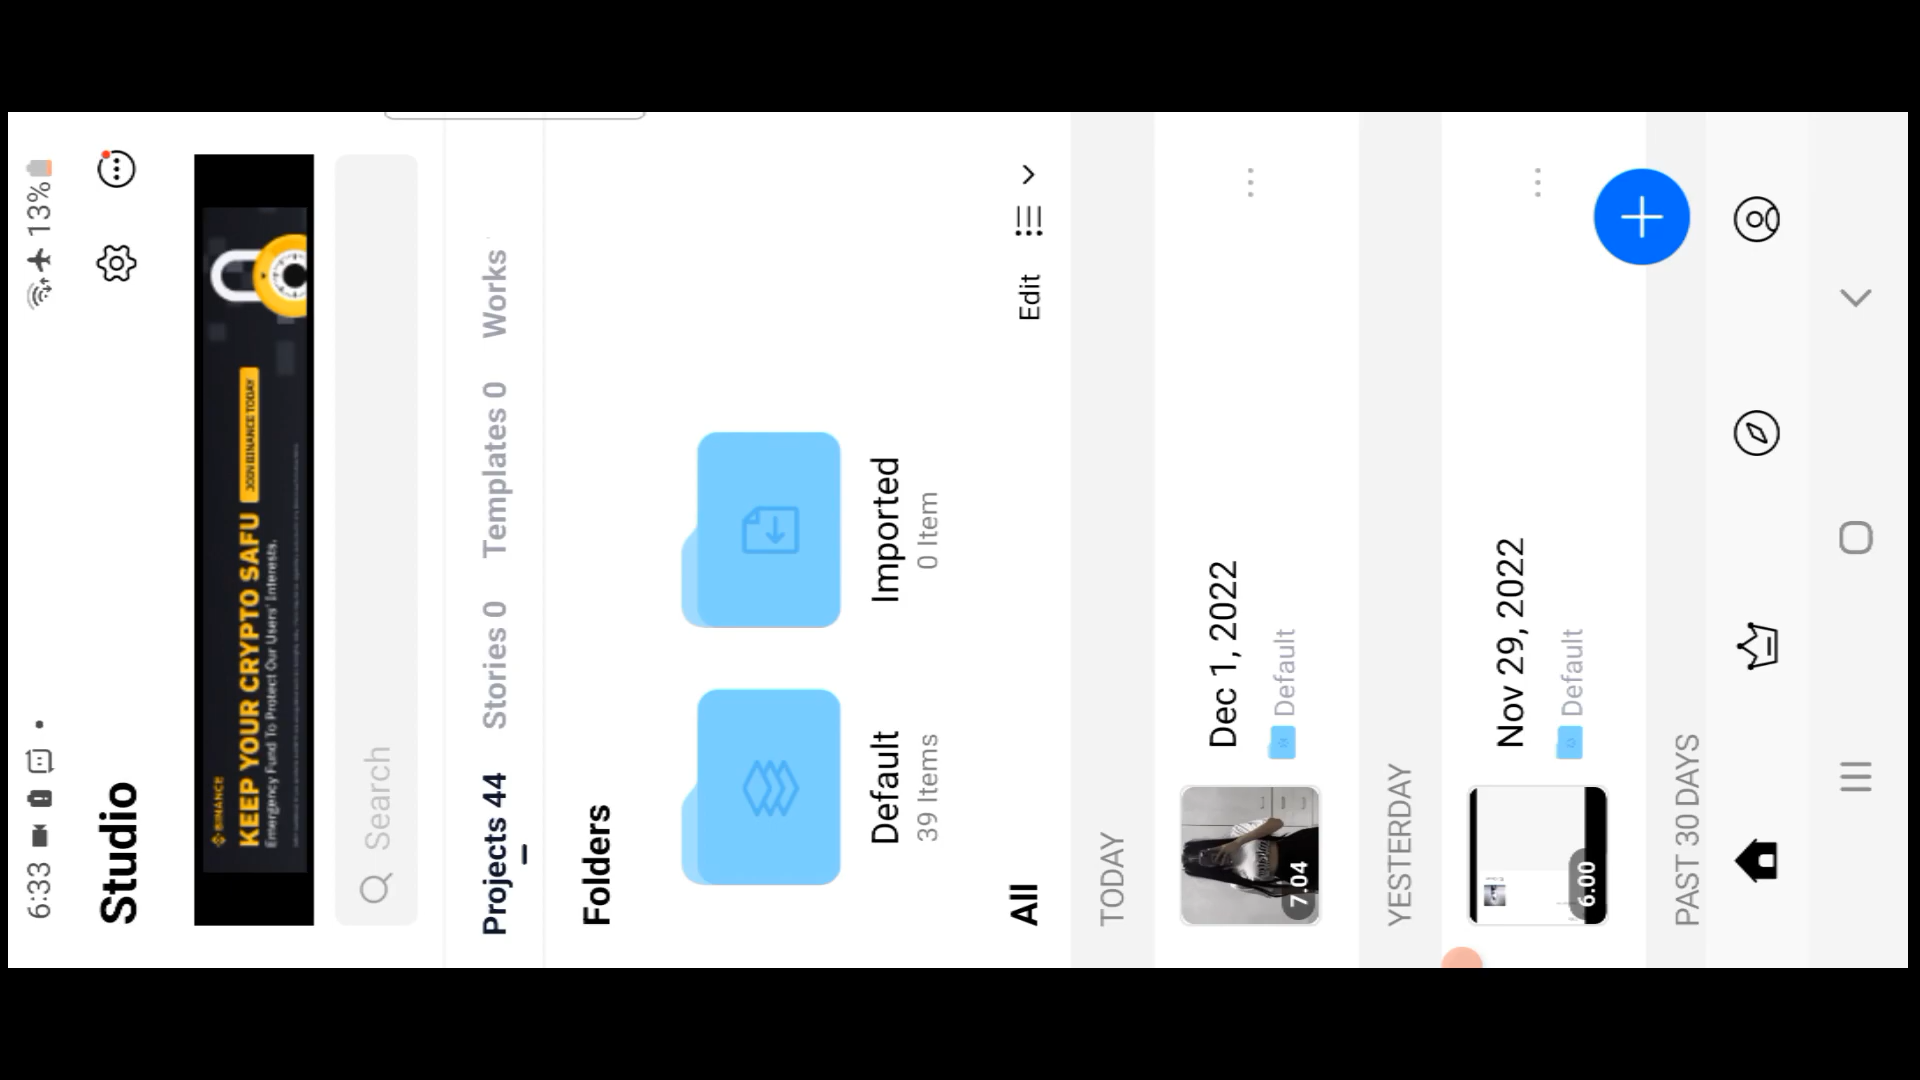 6:33
13%
Studio
BINANCE
KEEP YOUR CRYPTO SAFU
JOIN BINANCE TODAY
Emergency Fund To Protect Our Users' Interests.
Search
Projects 44 Stories 0 Templates 0 Works
Folders
Default
39 Items
Imported
0 Item
All
Edit
TODAY
7.04
Dec 1, 2022
Default
YESTERDAY
6.00
Nov 29, 2022
Default
PAST 30 DAYS